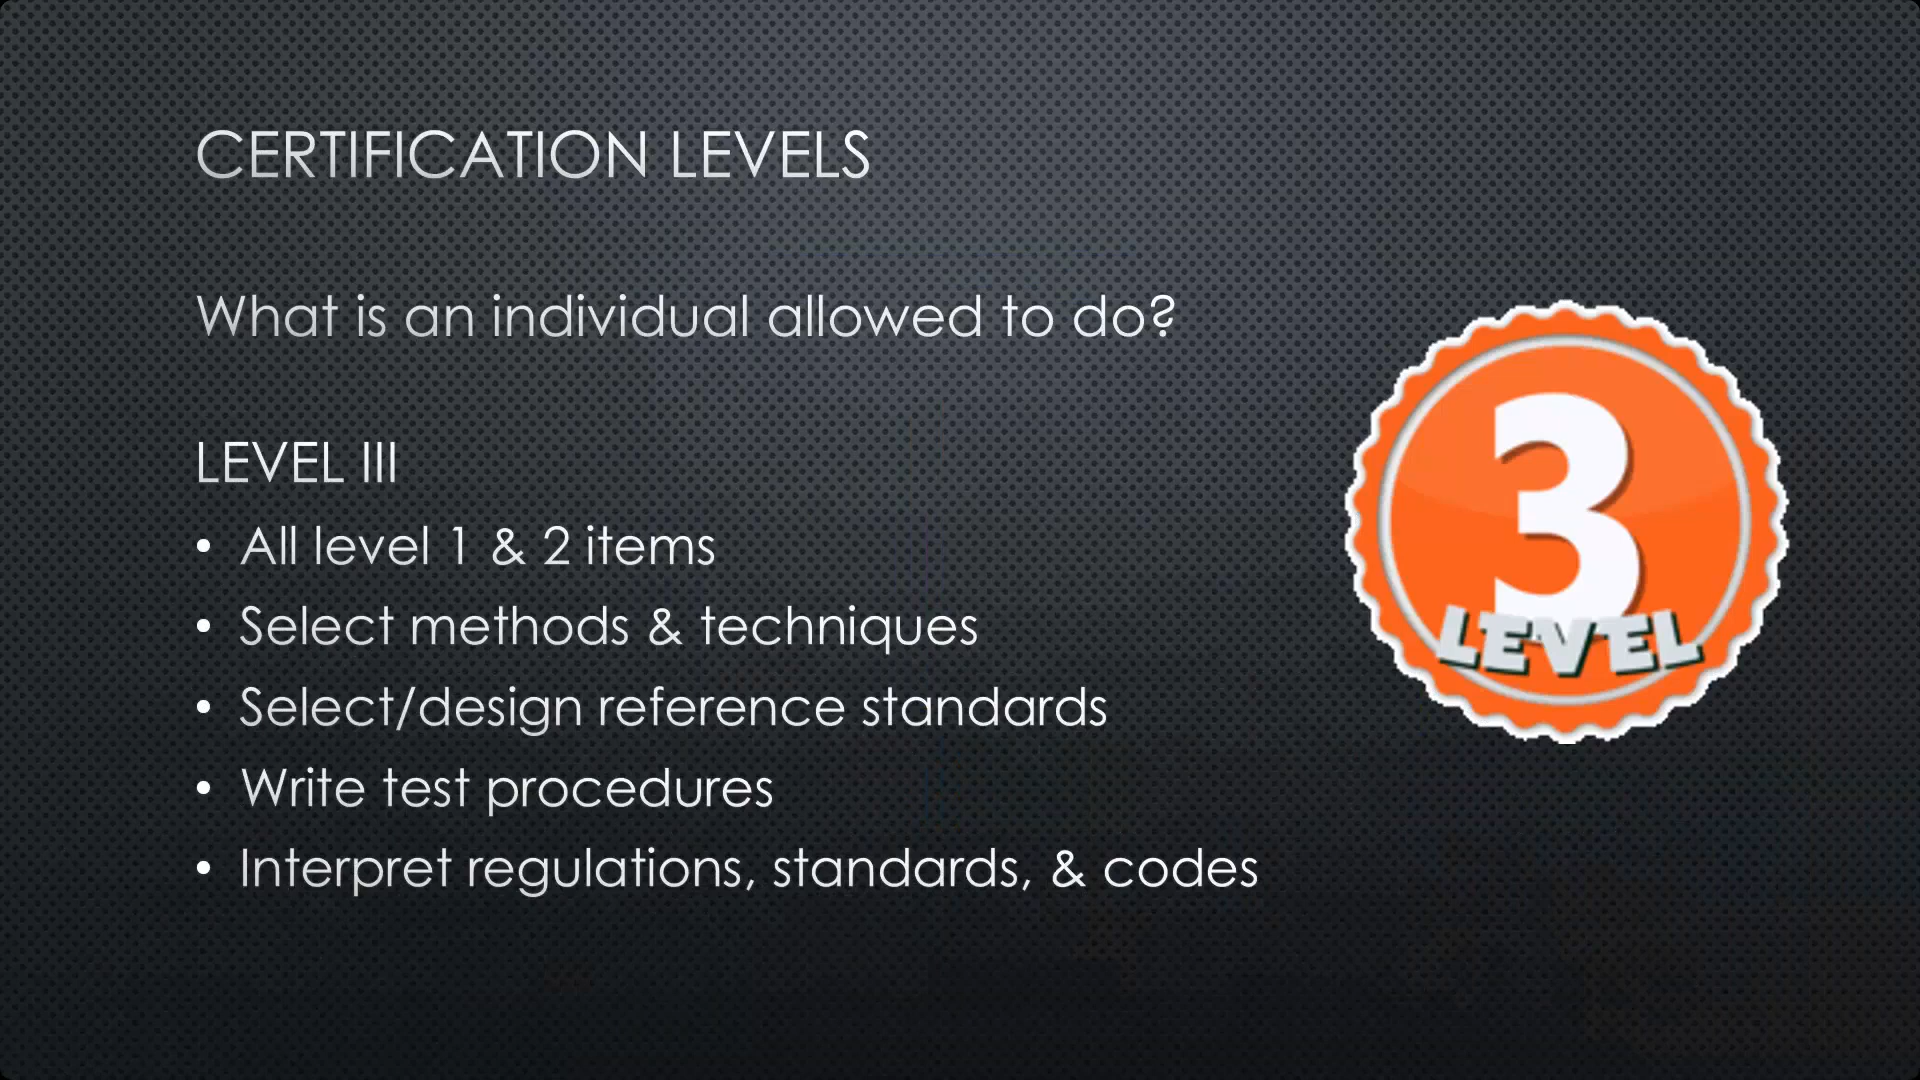 CERTIFICATION LEVELS
What is an individual allowed to do?
LEVEL III
• All level 1 & 2 items
• Select methods & techniques
• Select/design reference standards
• Write test procedures
• Interpret regulations, standards, & codes
3
LEVEL